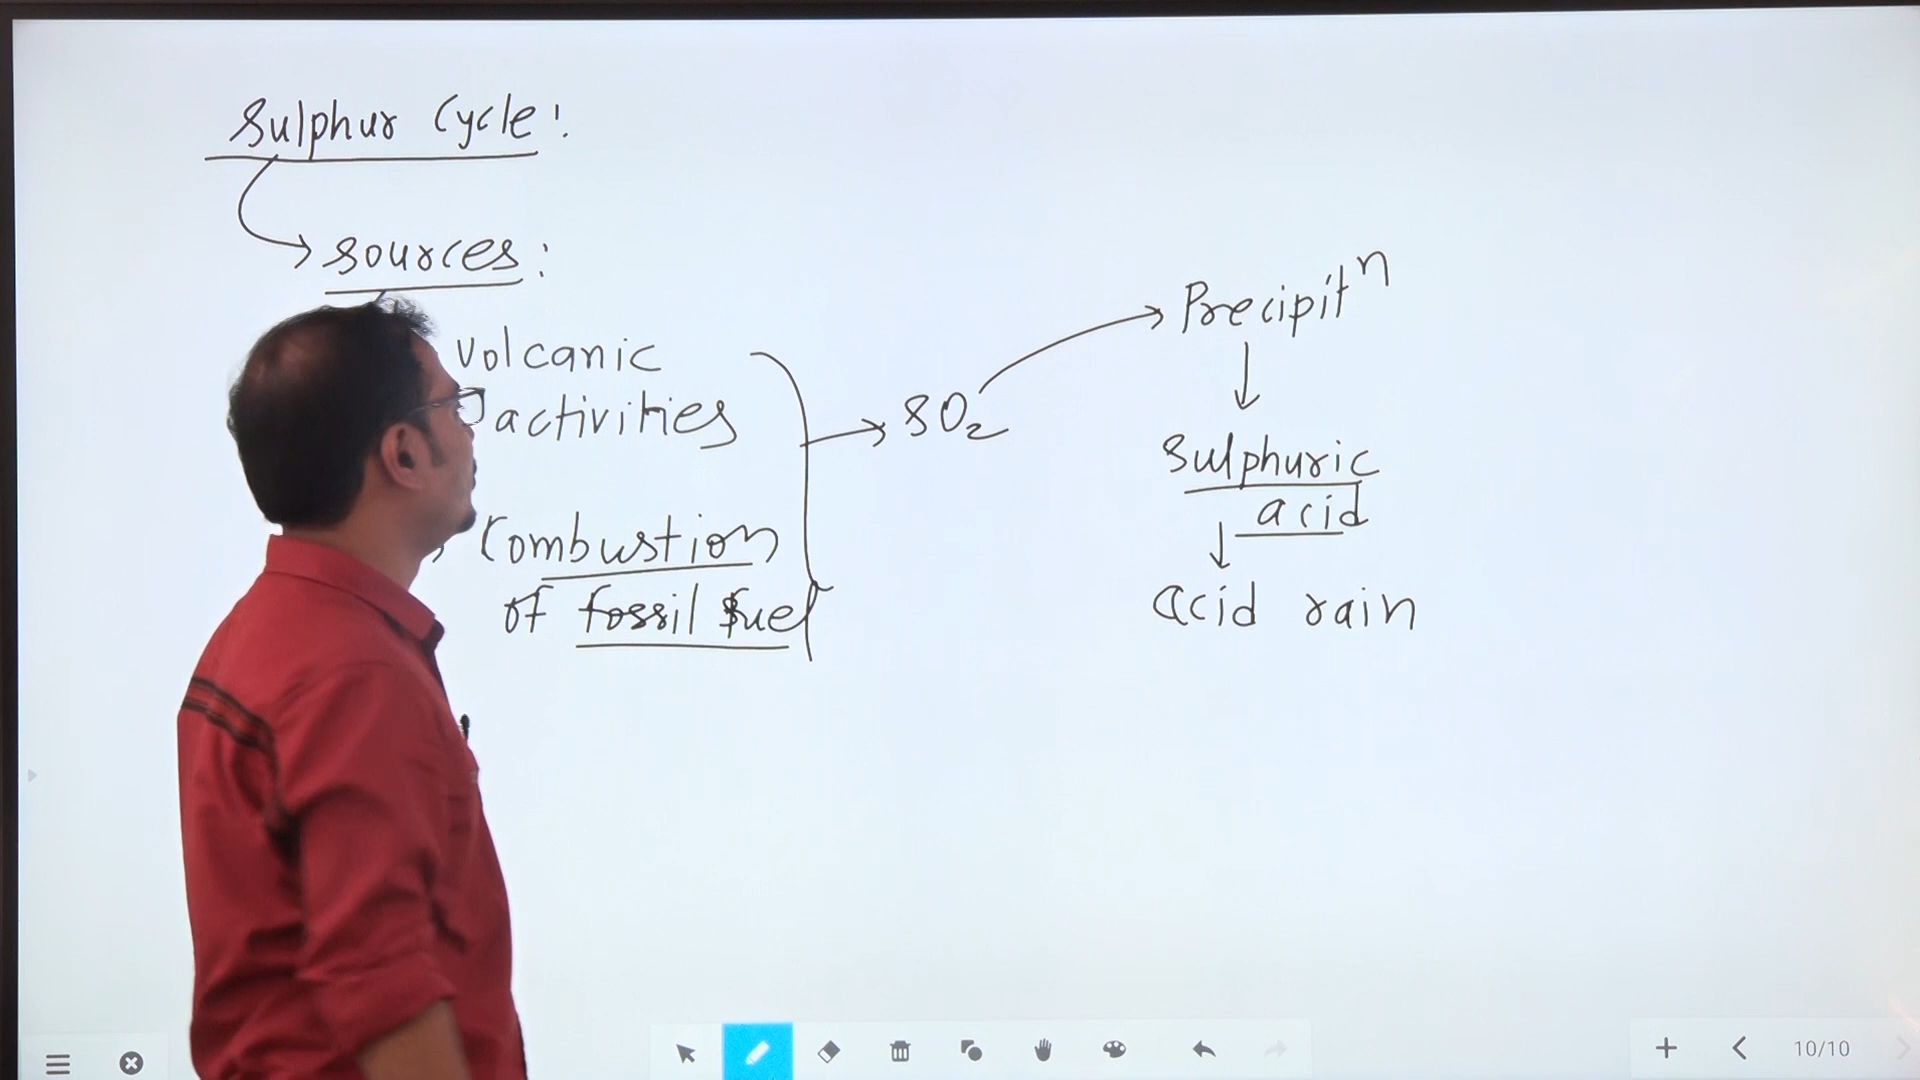 Sulphur Cycle:
sources:
volcanic
activities
Combustion
of fossil fuel
SO₂
Precipitⁿ
Sulphuric
acid
acid rain
10/10